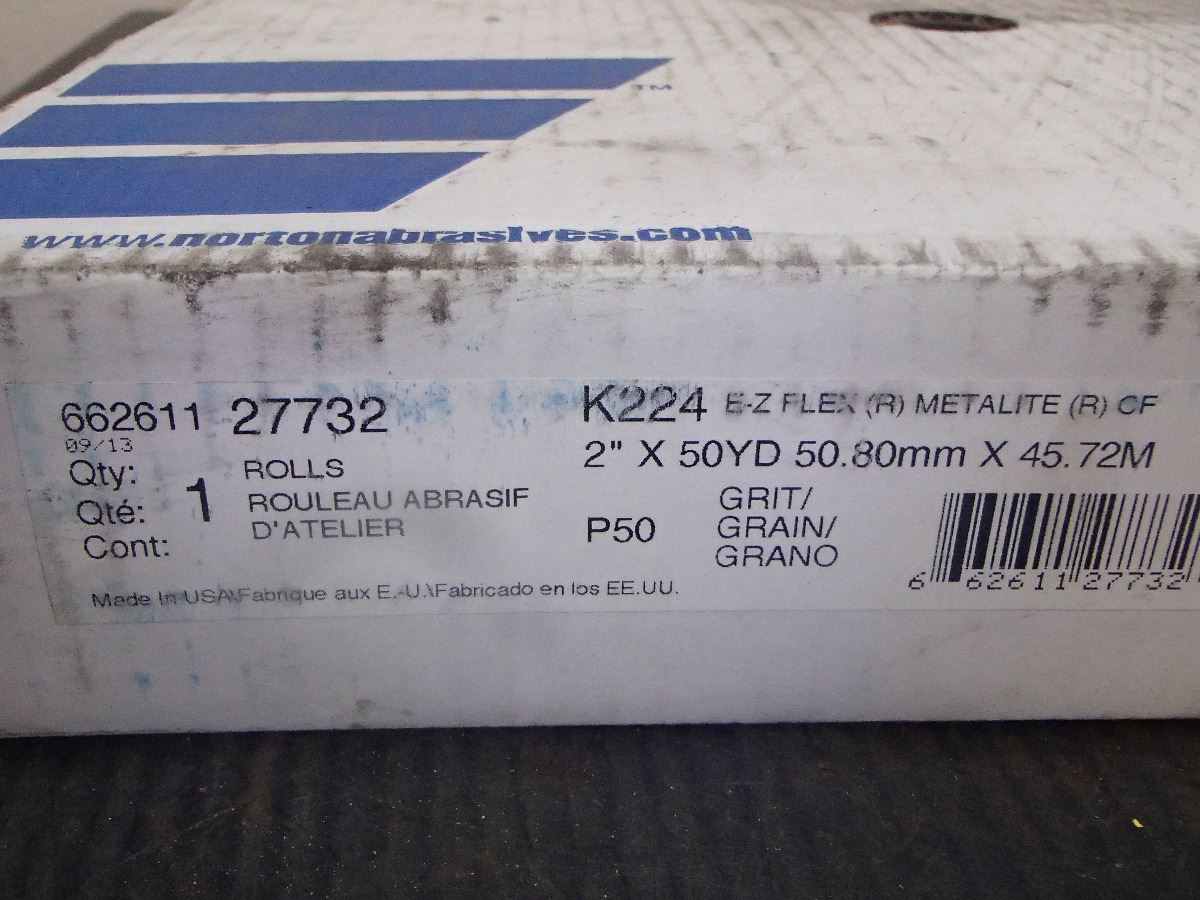 TM
www.nortonabrasives.com
662611 27732
09/13
Qty:
Qté:
Cont:
1
ROLLS
ROULEAU ABRASIF
D'ATELIER
K224 E-Z FLEX (R) METALITE (R) CF
2" X 50YD 50.80mm X 45.72M
P50
GRIT/
GRAIN/
GRANO
6 62611 27732
Made In USA\Fabrique aux E.-U.\Fabricado en los EE.UU.